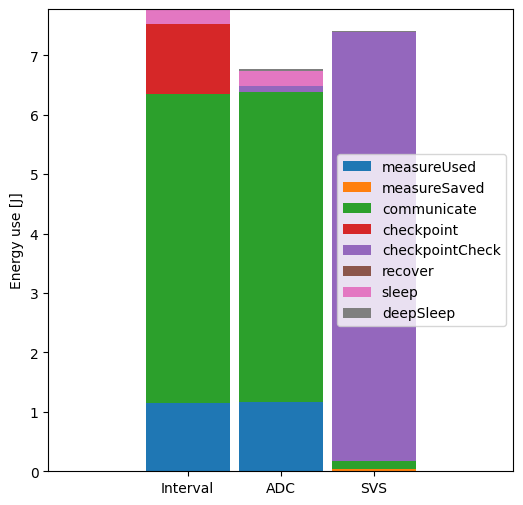 Energy use [J]
7
6
5
4
3
2
1
0
measureUsed
measureSaved
communicate
checkpoint
checkpointCheck
recover
sleep
deepSleep
Interval
ADC
SVS